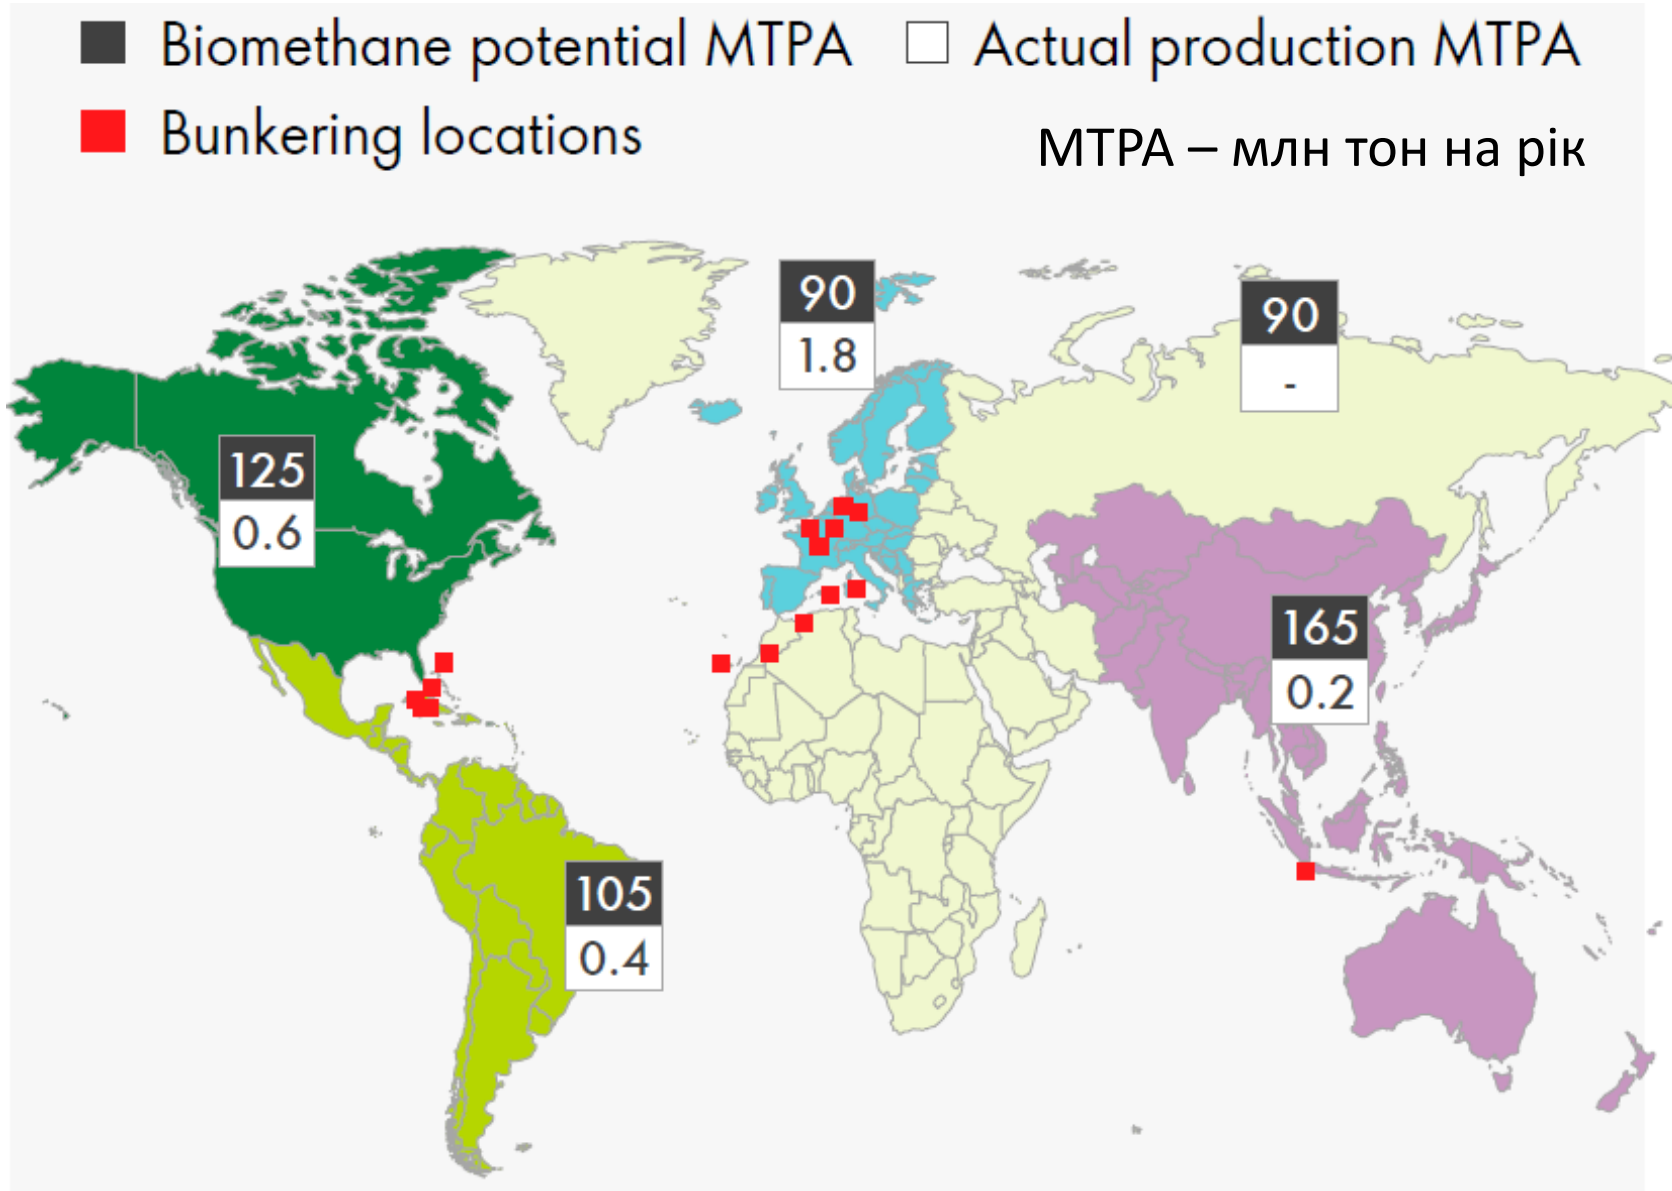 Biomethane potential MTPA
Actual production MTPA
Bunkering locations
МТРА – млн тон на рік
90
1.8
90
-
125
0.6
165
0.2
105
0.4